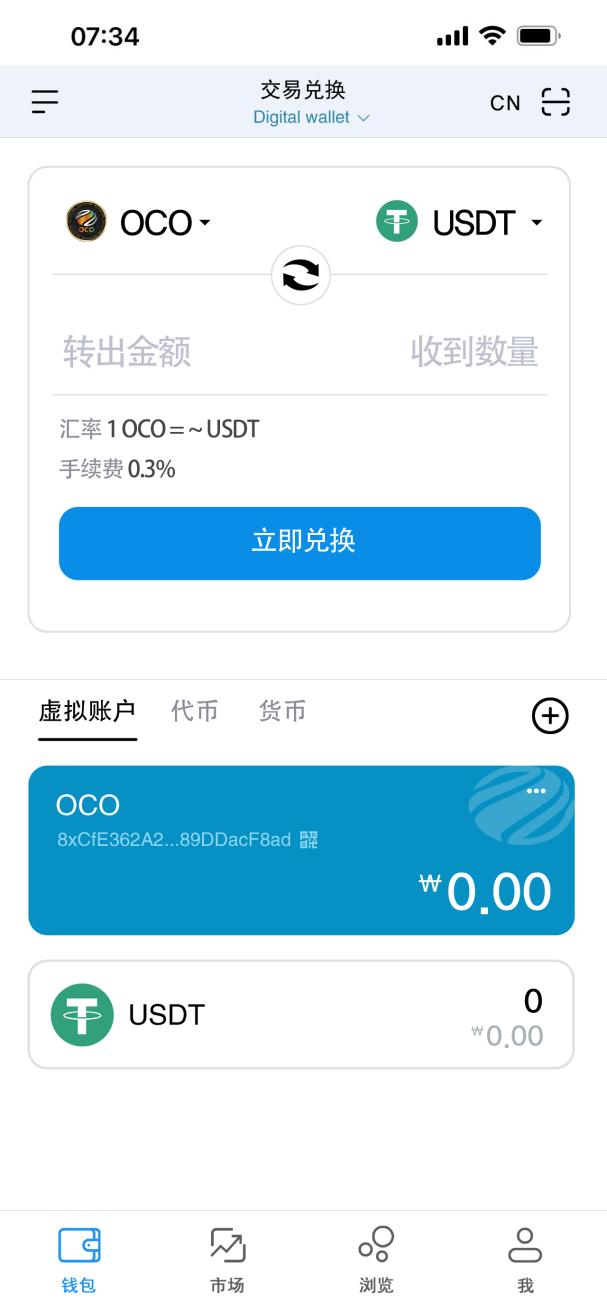 07:34
交易兑换
Digital wallet
CN
OCO
USDT
转出金额 收到数量
汇率 1 OCO = ~ USDT
手续费 0.3%
立即兑换
虚拟账户 代币 货币
OCO
8xCfE362A2...89DDacF8ad
₩0.00
USDT
0
₩0.00
钱包 市场 浏览 我